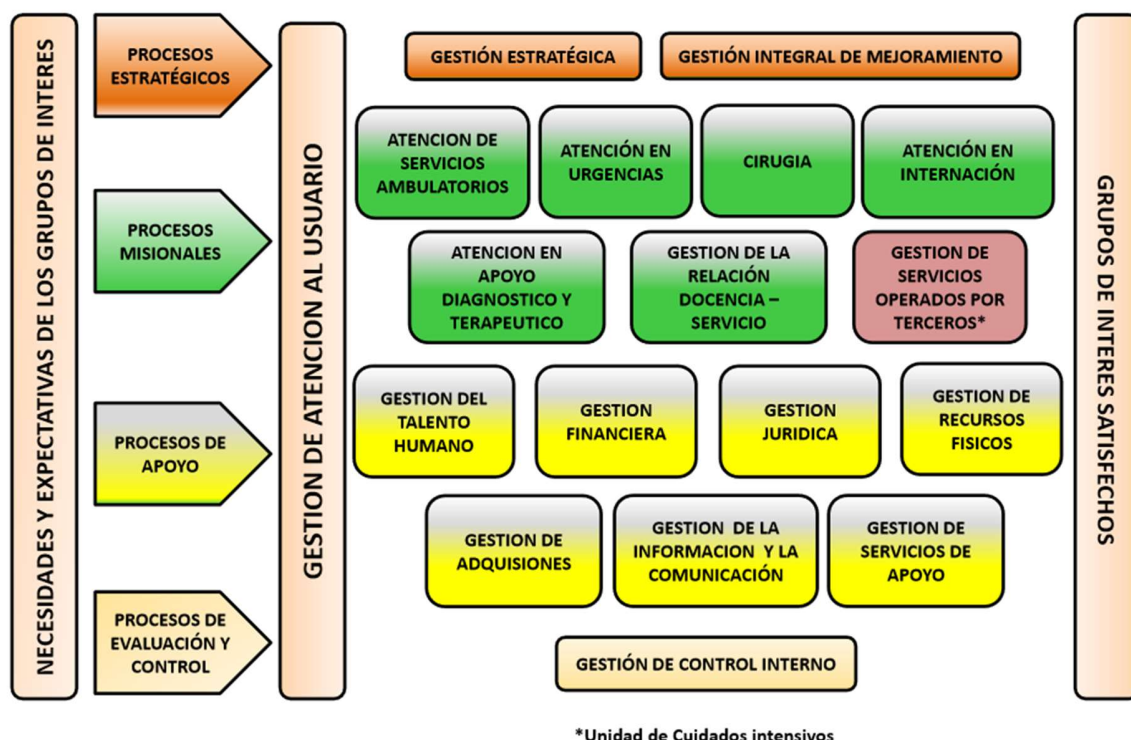 NECESIDADES Y EXPECTATIVAS DE LOS GRUPOS DE INTERES
PROCESOS
ESTRATÉGICOS
PROCESOS
MISIONALES
PROCESOS DE
APOYO
PROCESOS DE
EVALUACIÓN Y
CONTROL
GESTION DE ATENCION AL USUARIO
GESTIÓN ESTRATÉGICA
GESTIÓN INTEGRAL DE MEJORAMIENTO
ATENCION DE
SERVICIOS
AMBULATORIOS
ATENCIÓN EN
URGENCIAS
CIRUGIA
ATENCIÓN EN
INTERNACIÓN
ATENCION EN
APOYO
DIAGNOSTICO Y
TERAPEUTICO
GESTION DE LA
RELACIÓN
DOCENCIA –
SERVICIO
GESTION DE
SERVICIOS
OPERADOS POR
TERCEROS*
GESTION DEL
TALENTO
HUMANO
GESTION
FINANCIERA
GESTION
JURIDICA
GESTION DE
RECURSOS
FISICOS
GESTION DE
ADQUISIONES
GESTION DE LA
INFORMACION Y LA
COMUNICACIÓN
GESTION DE
SERVICIOS DE
APOYO
GESTIÓN DE CONTROL INTERNO
GRUPOS DE INTERES SATISFECHOS
*Unidad de Cuidados intensivos